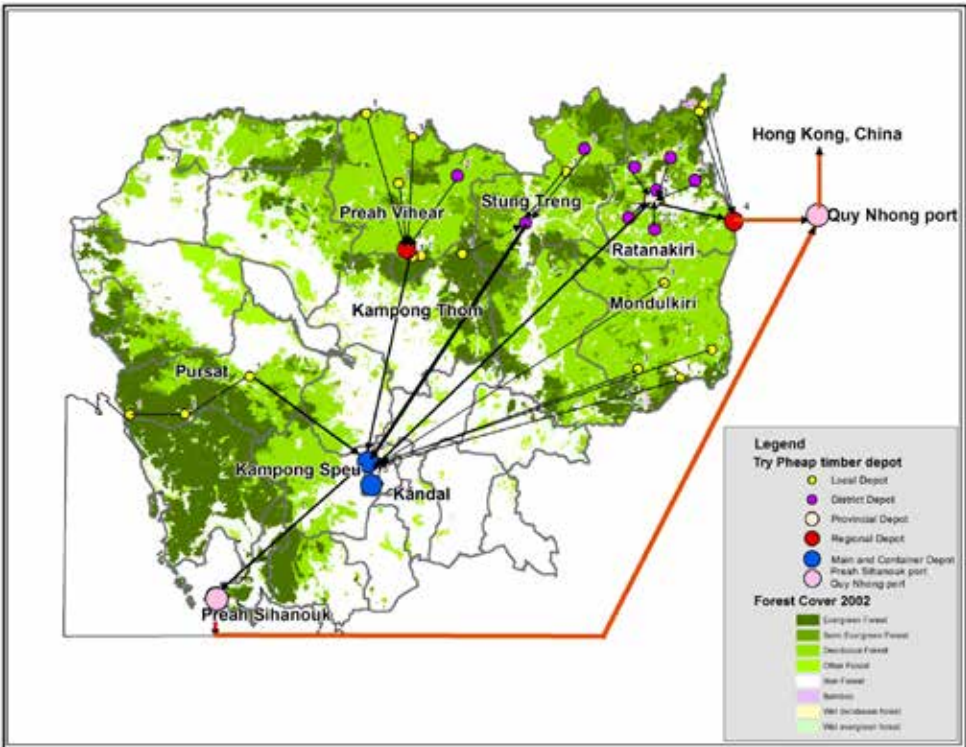 Hong Kong, China
Quy Nhong port
Stung Treng
Preah Vihear
Ratanakiri
Mondulkiri
Kampong Thom
Pursat
Kampong Speu
Kandal
Preah Sihanouk
Legend
Try Pheap timber depot
Local Depot
District Depot
Provincial Depot
Regional Depot
Main and Container Depot
Preah Sihanouk port
Quy Nhong port
Forest Cover 2002
Evergreen Forest
Semi Evergreen Forest
Deciduous Forest
Other Forest
Non Forest
Bamboo
Wet evergreen forest